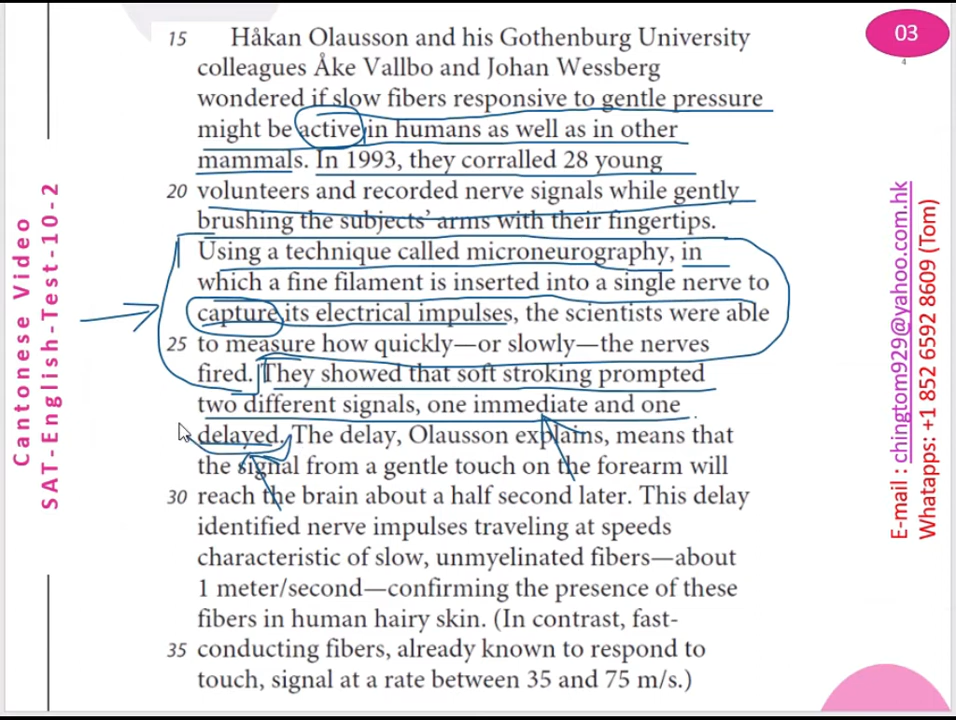 03
4
15 Håkan Olausson and his Gothenburg University
colleagues Åke Vallbo and Johan Wessberg
wondered if slow fibers responsive to gentle pressure
might be active in humans as well as in other
mammals. In 1993, they corralled 28 young
20 volunteers and recorded nerve signals while gently
brushing the subjects’ arms with their fingertips.
Using a technique called microneurography, in
which a fine filament is inserted into a single nerve to
capture its electrical impulses, the scientists were able
25 to measure how quickly—or slowly—the nerves
fired. They showed that soft stroking prompted
two different signals, one immediate and one
delayed. The delay, Olausson explains, means that
the signal from a gentle touch on the forearm will
30 reach the brain about a half second later. This delay
identified nerve impulses traveling at speeds
characteristic of slow, unmyelinated fibers—about
1 meter/second—confirming the presence of these
fibers in human hairy skin. (In contrast, fast-
35 conducting fibers, already known to respond to
touch, signal at a rate between 35 and 75 m/s.)
Cantonese Video
SAT-English-Test-10-2
E-mail : chingtom929@yahoo.com.hk
Whatapps: +1 852 6592 8609 (Tom)